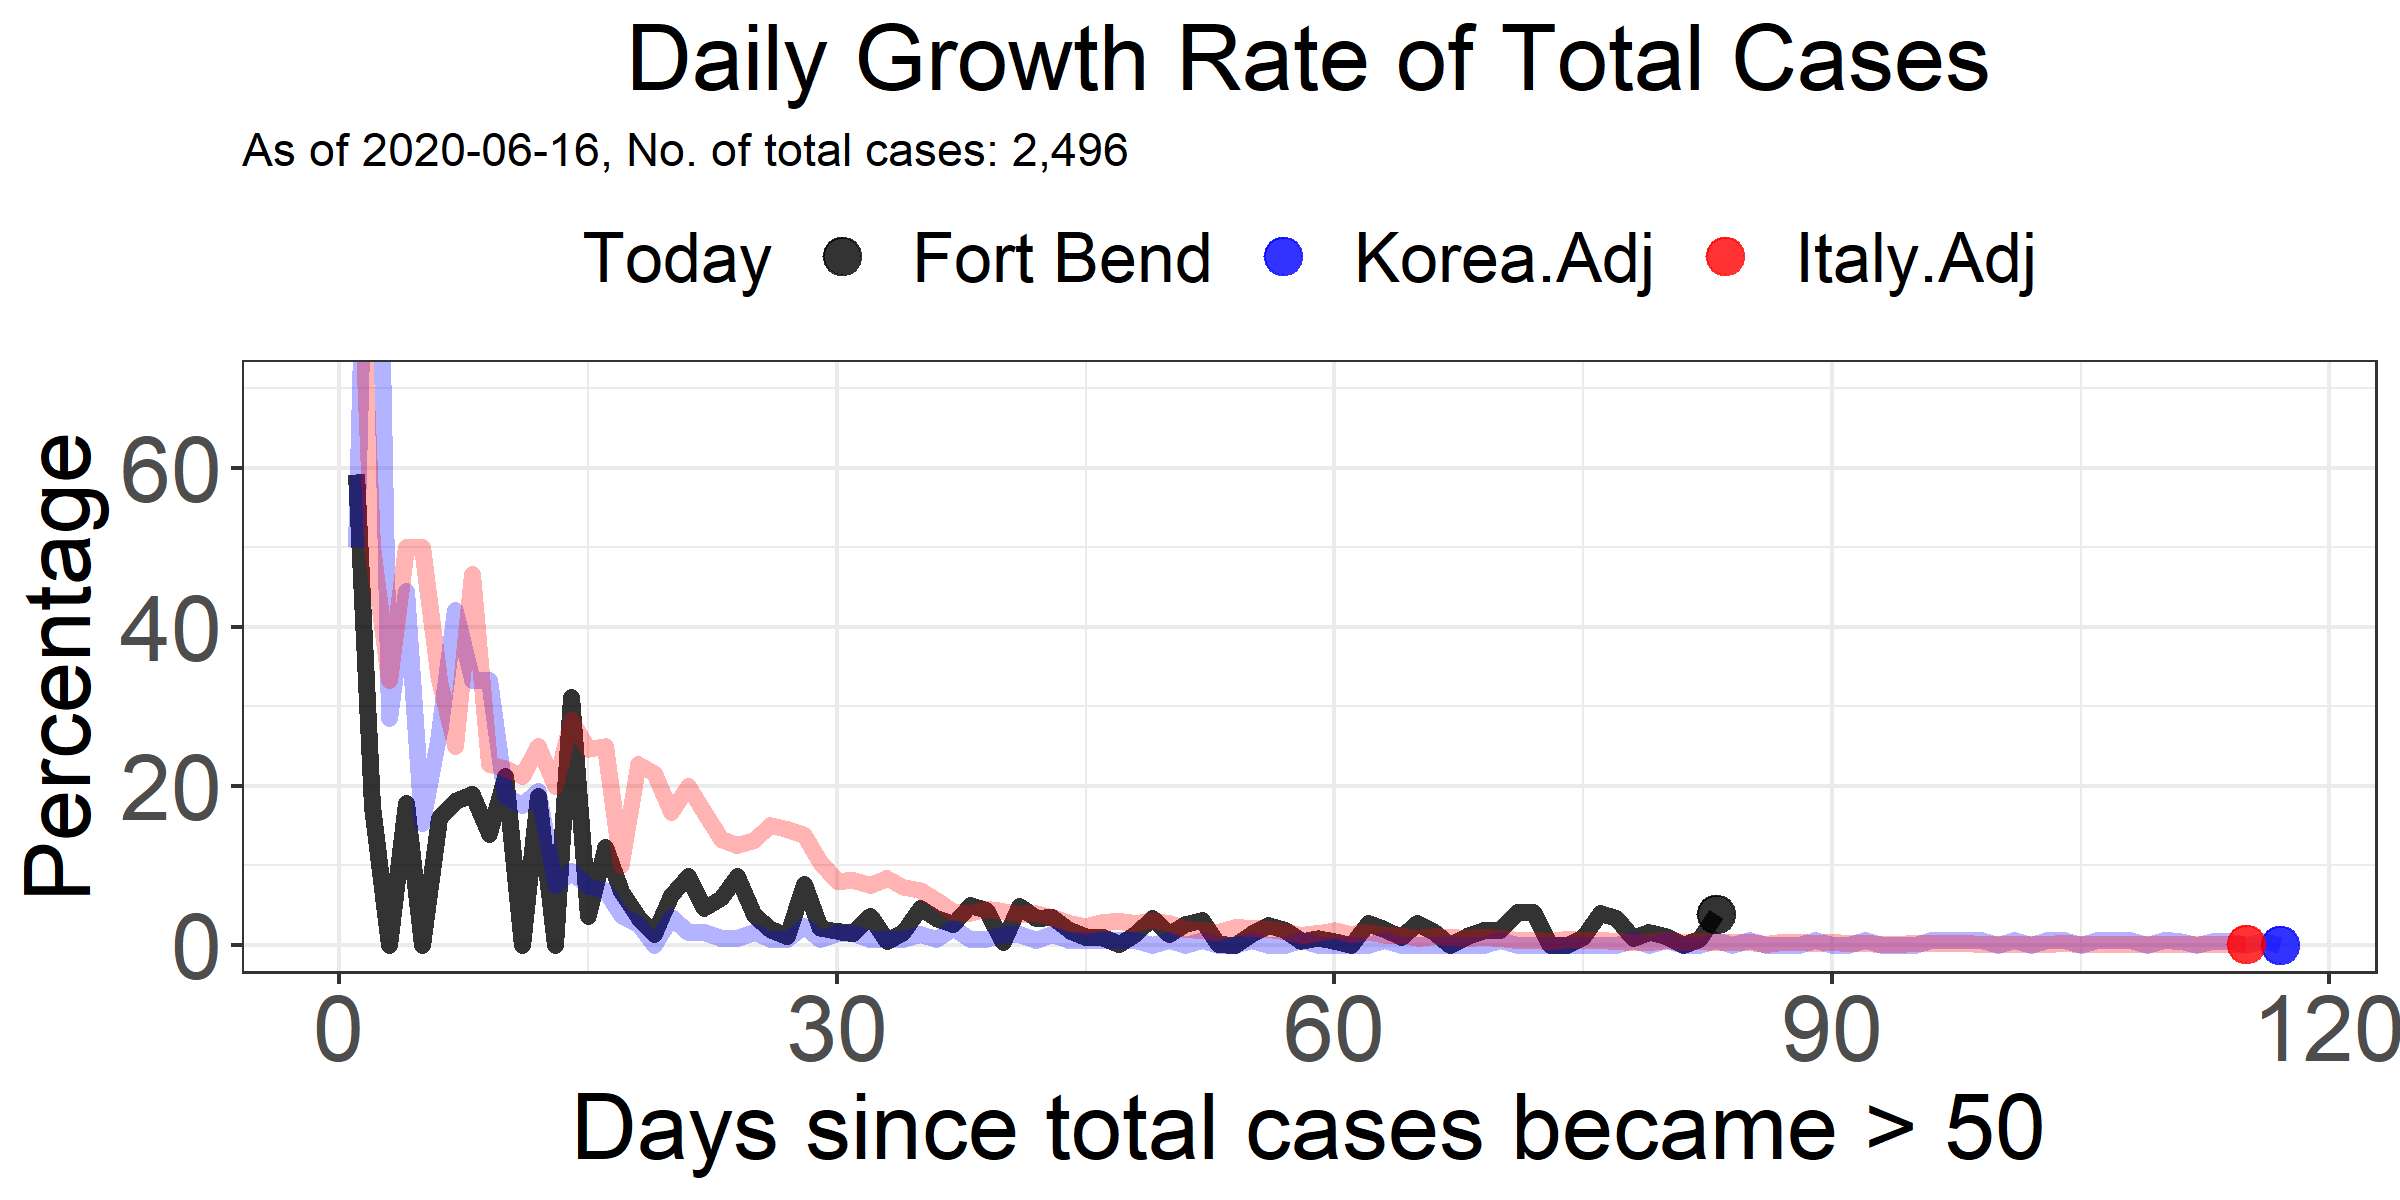 Daily Growth Rate of Total Cases
As of 2020-06-16, No. of total cases: 2,496
Today Fort Bend Korea.Adj Italy.Adj
Percentage
60
40
20
0
0 30 60 90 120
Days since total cases became > 50